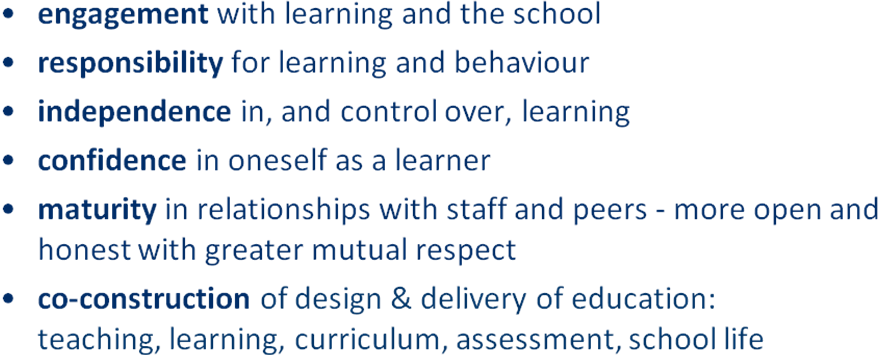 • engagement with learning and the school
• responsibility for learning and behaviour
• independence in, and control over, learning
• confidence in oneself as a learner
• maturity in relationships with staff and peers - more open and
honest with greater mutual respect
• co-construction of design & delivery of education:
teaching, learning, curriculum, assessment, school life